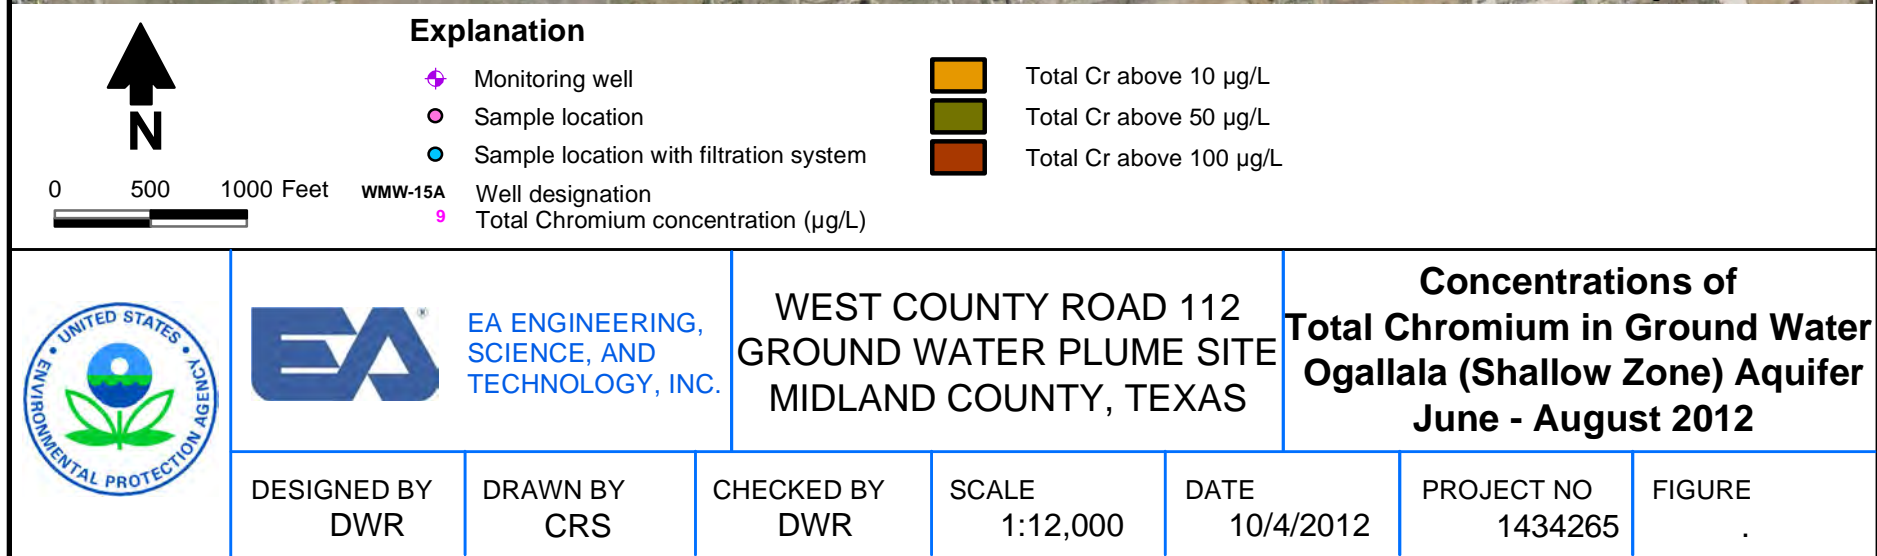 Explanation
N
0 500 1000 Feet
Monitoring well
Sample location
Sample location with filtration system
WMW-15A Well designation
9 Total Chromium concentration (µg/L)
Total Cr above 10 µg/L
Total Cr above 50 µg/L
Total Cr above 100 µg/L
UNITED STATES
ENVIRONMENTAL PROTECTION AGENCY
EA®
EA ENGINEERING,
SCIENCE, AND
TECHNOLOGY, INC.
WEST COUNTY ROAD 112
GROUND WATER PLUME SITE
MIDLAND COUNTY, TEXAS
Concentrations of
Total Chromium in Ground Water
Ogallala (Shallow Zone) Aquifer
June - August 2012
DESIGNED BY
DWR
DRAWN BY
CRS
CHECKED BY
DWR
SCALE
1:12,000
DATE
10/4/2012
PROJECT NO
1434265
FIGURE
.